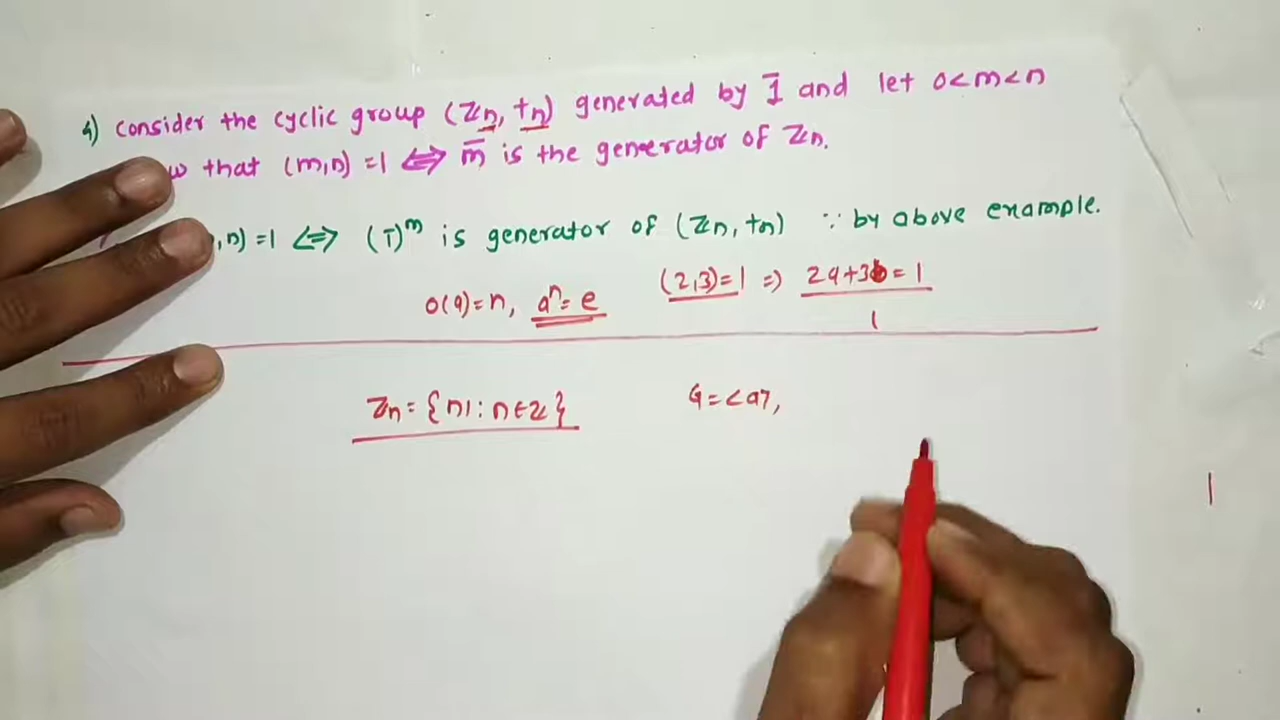 4) Consider the cyclic group (Zn, +n) generated by 1̄ and let 0<m<n
w that (m,n) =1 ⇔ m̄ is the generator of Zn.
,n) =1 ⇔ (1̄)^m is generator of (Zn, +n) ∵ by above example.
(2,3)=1 ⇒ 2a+3b=1
o(a)=n, aⁿ=e
1
Zn={n1:n∈Z} G=<a>,